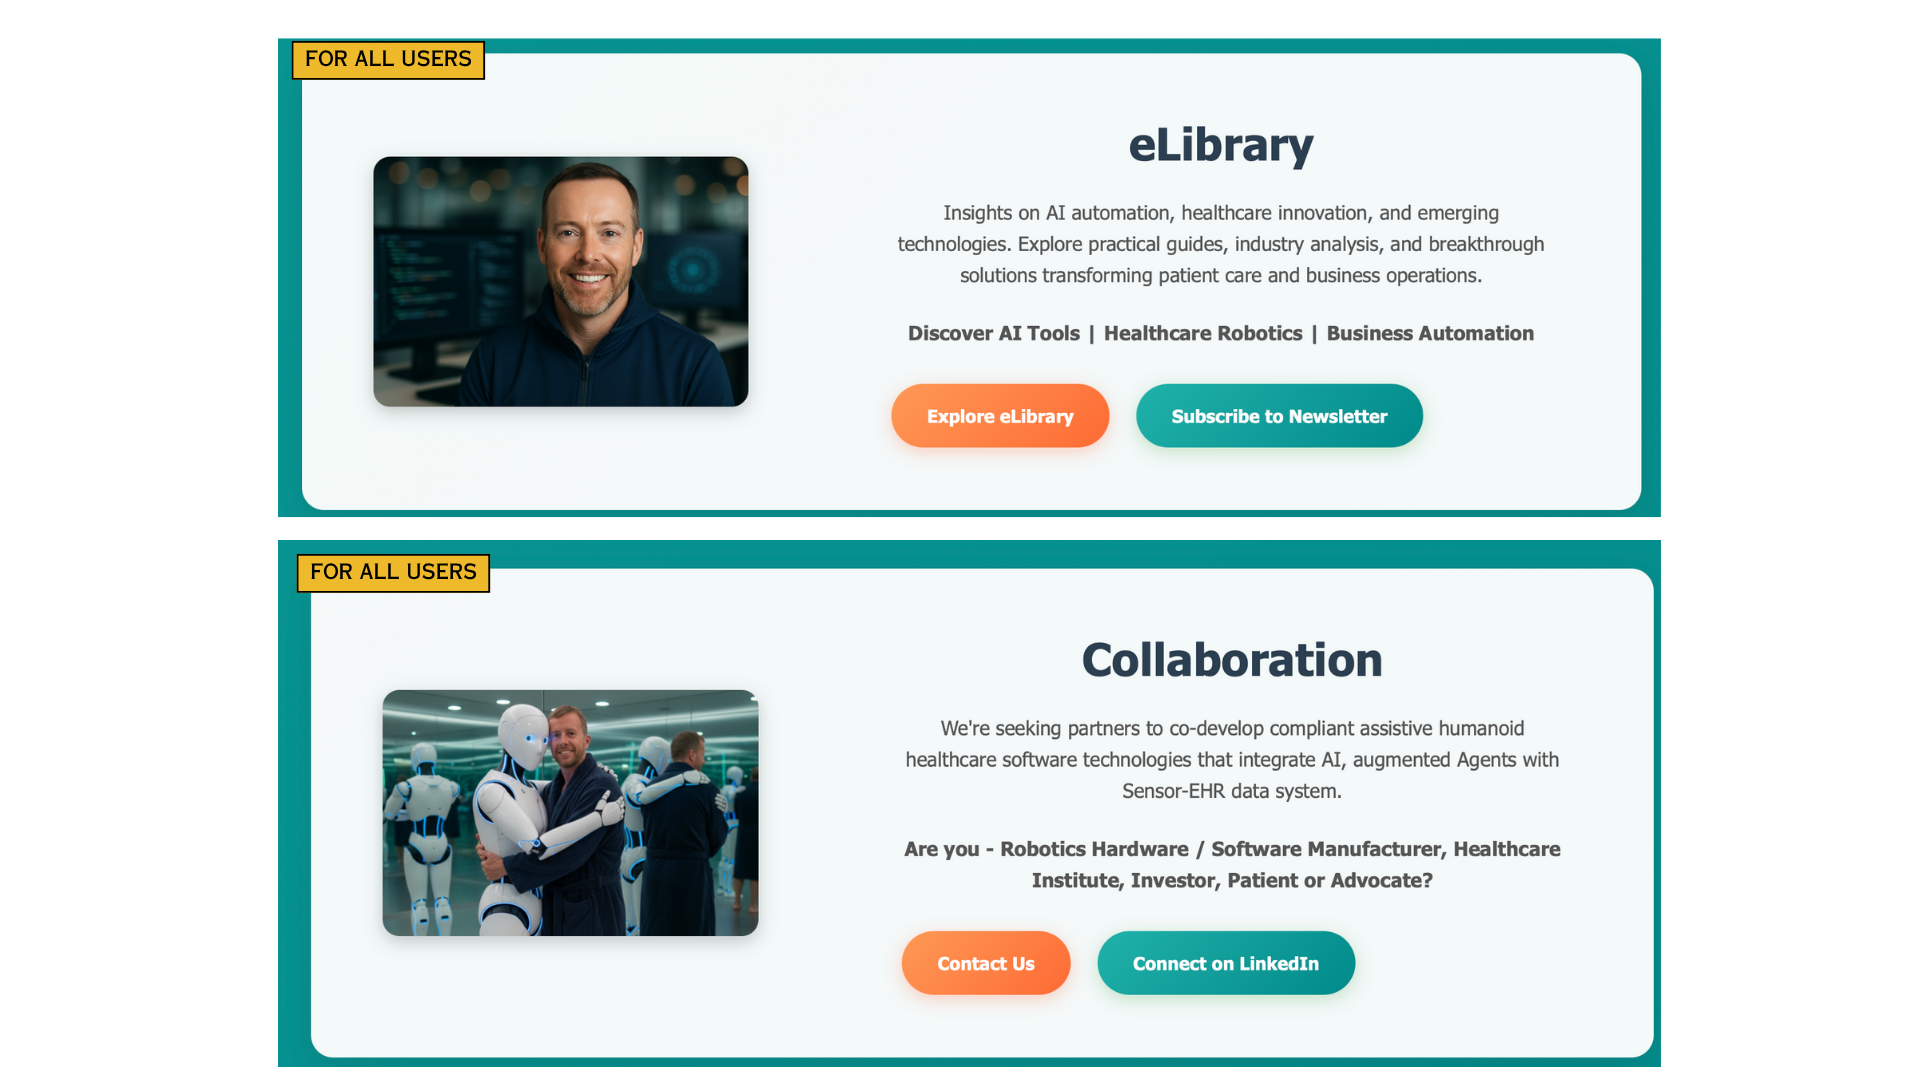 FOR ALL USERS
eLibrary
Insights on AI automation, healthcare innovation, and emerging
technologies. Explore practical guides, industry analysis, and breakthrough
solutions transforming patient care and business operations.
Discover AI Tools | Healthcare Robotics | Business Automation
Explore eLibrary
Subscribe to Newsletter
FOR ALL USERS
Collaboration
We're seeking partners to co-develop compliant assistive humanoid
healthcare software technologies that integrate AI, augmented Agents with
Sensor-EHR data system.
Are you - Robotics Hardware / Software Manufacturer, Healthcare
Institute, Investor, Patient or Advocate?
Contact Us
Connect on LinkedIn